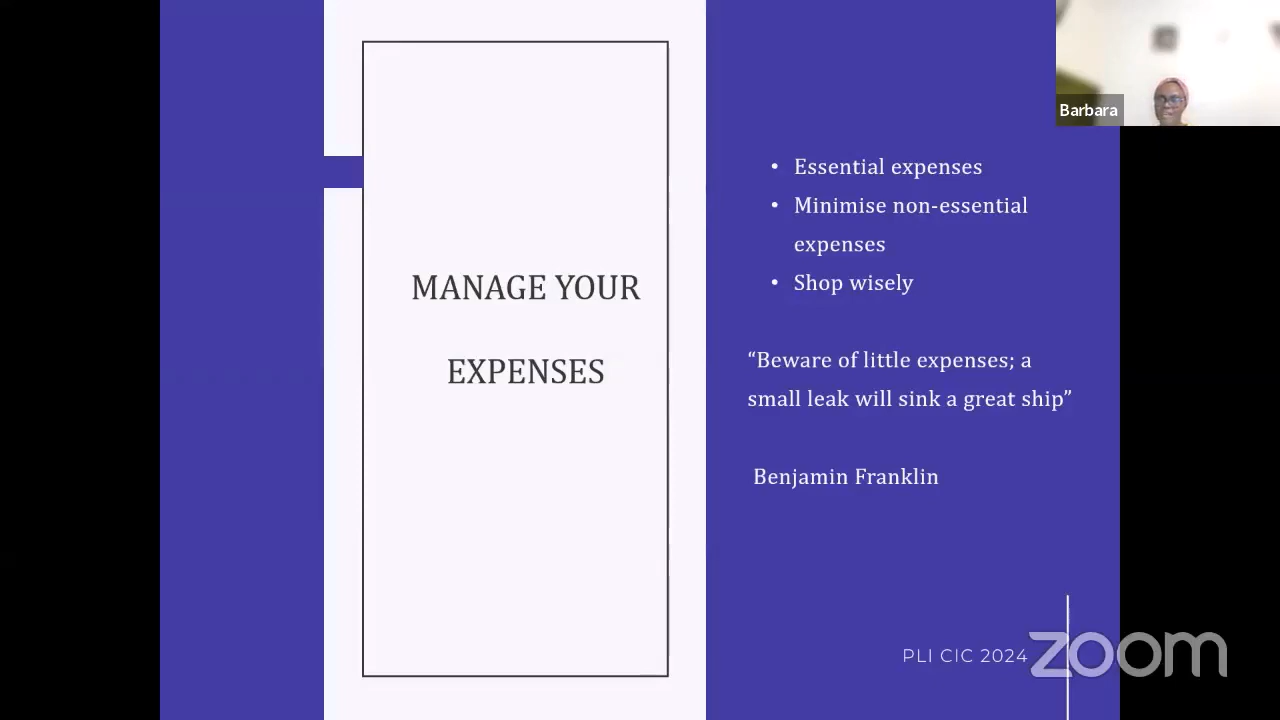 MANAGE YOUR
EXPENSES
Barbara
• Essential expenses
• Minimise non-essential
expenses
• Shop wisely
“Beware of little expenses; a
small leak will sink a great ship”
Benjamin Franklin
PLI CIC 2024
zoom